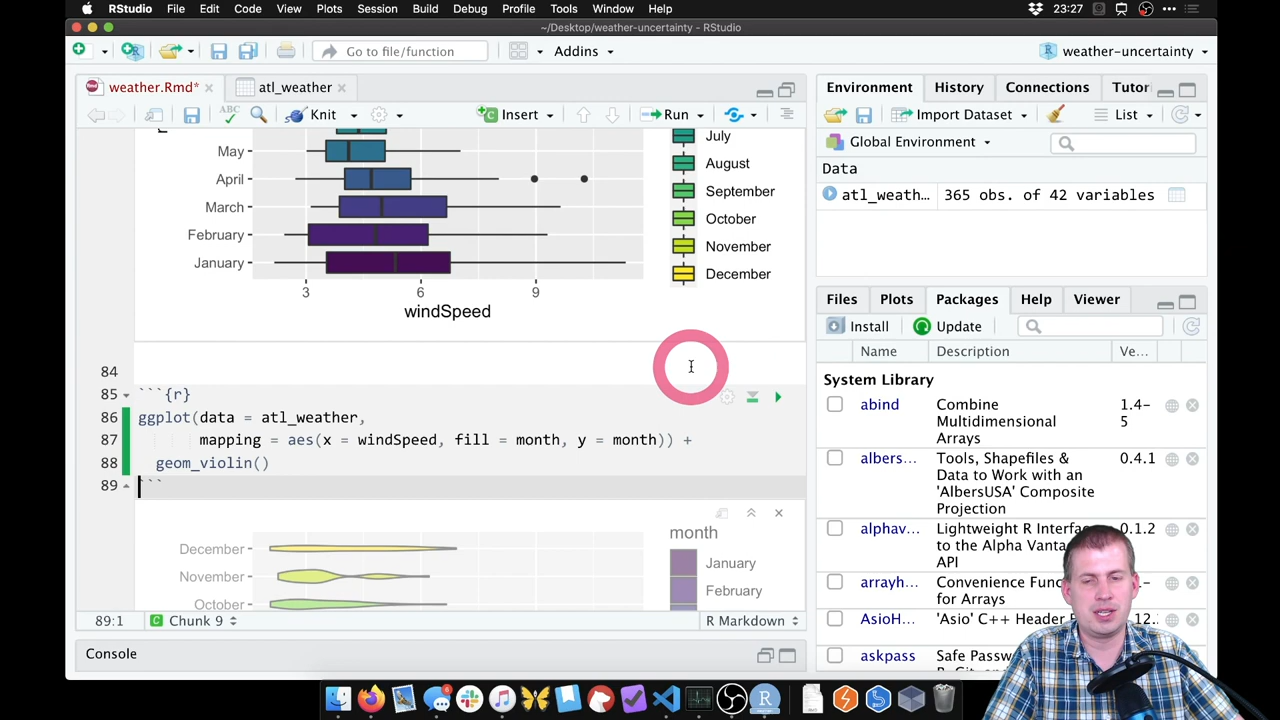 RStudio File Edit Code View Plots Session Build Debug Profile Tools Window Help 23:27
~/Desktop/weather-uncertainty - RStudio
Go to file/function Addins weather-uncertainty
weather.Rmd* atl_weather
ABC Knit Insert Run
July
May August
April September
March October
February November
January December
3 6 9
windSpeed
84
85 ```{r}
86 ggplot(data = atl_weather,
87 mapping = aes(x = windSpeed, fill = month, y = month)) +
88 geom_violin()
89 ```
month
December January
November February
October
89:1 Chunk 9 R Markdown
Console
Environment History Connections Tutor
Import Dataset List
Global Environment
Data
atl_weath… 365 obs. of 42 variables
Files Plots Packages Help Viewer
Install Update
Name Description Ve…
System Library
abind Combine Multidimensional Arrays 1.4-5
albers… Tools, Shapefiles & Data to Work with an 'AlbersUSA' Composite Projection 0.4.1
alphav… Lightweight R Interface to the Alpha Vanta API 0.1.2
arrayh… Convenience Func for Arrays
AsioH… 'Asio' C++ Header 12.
askpass Safe Passw